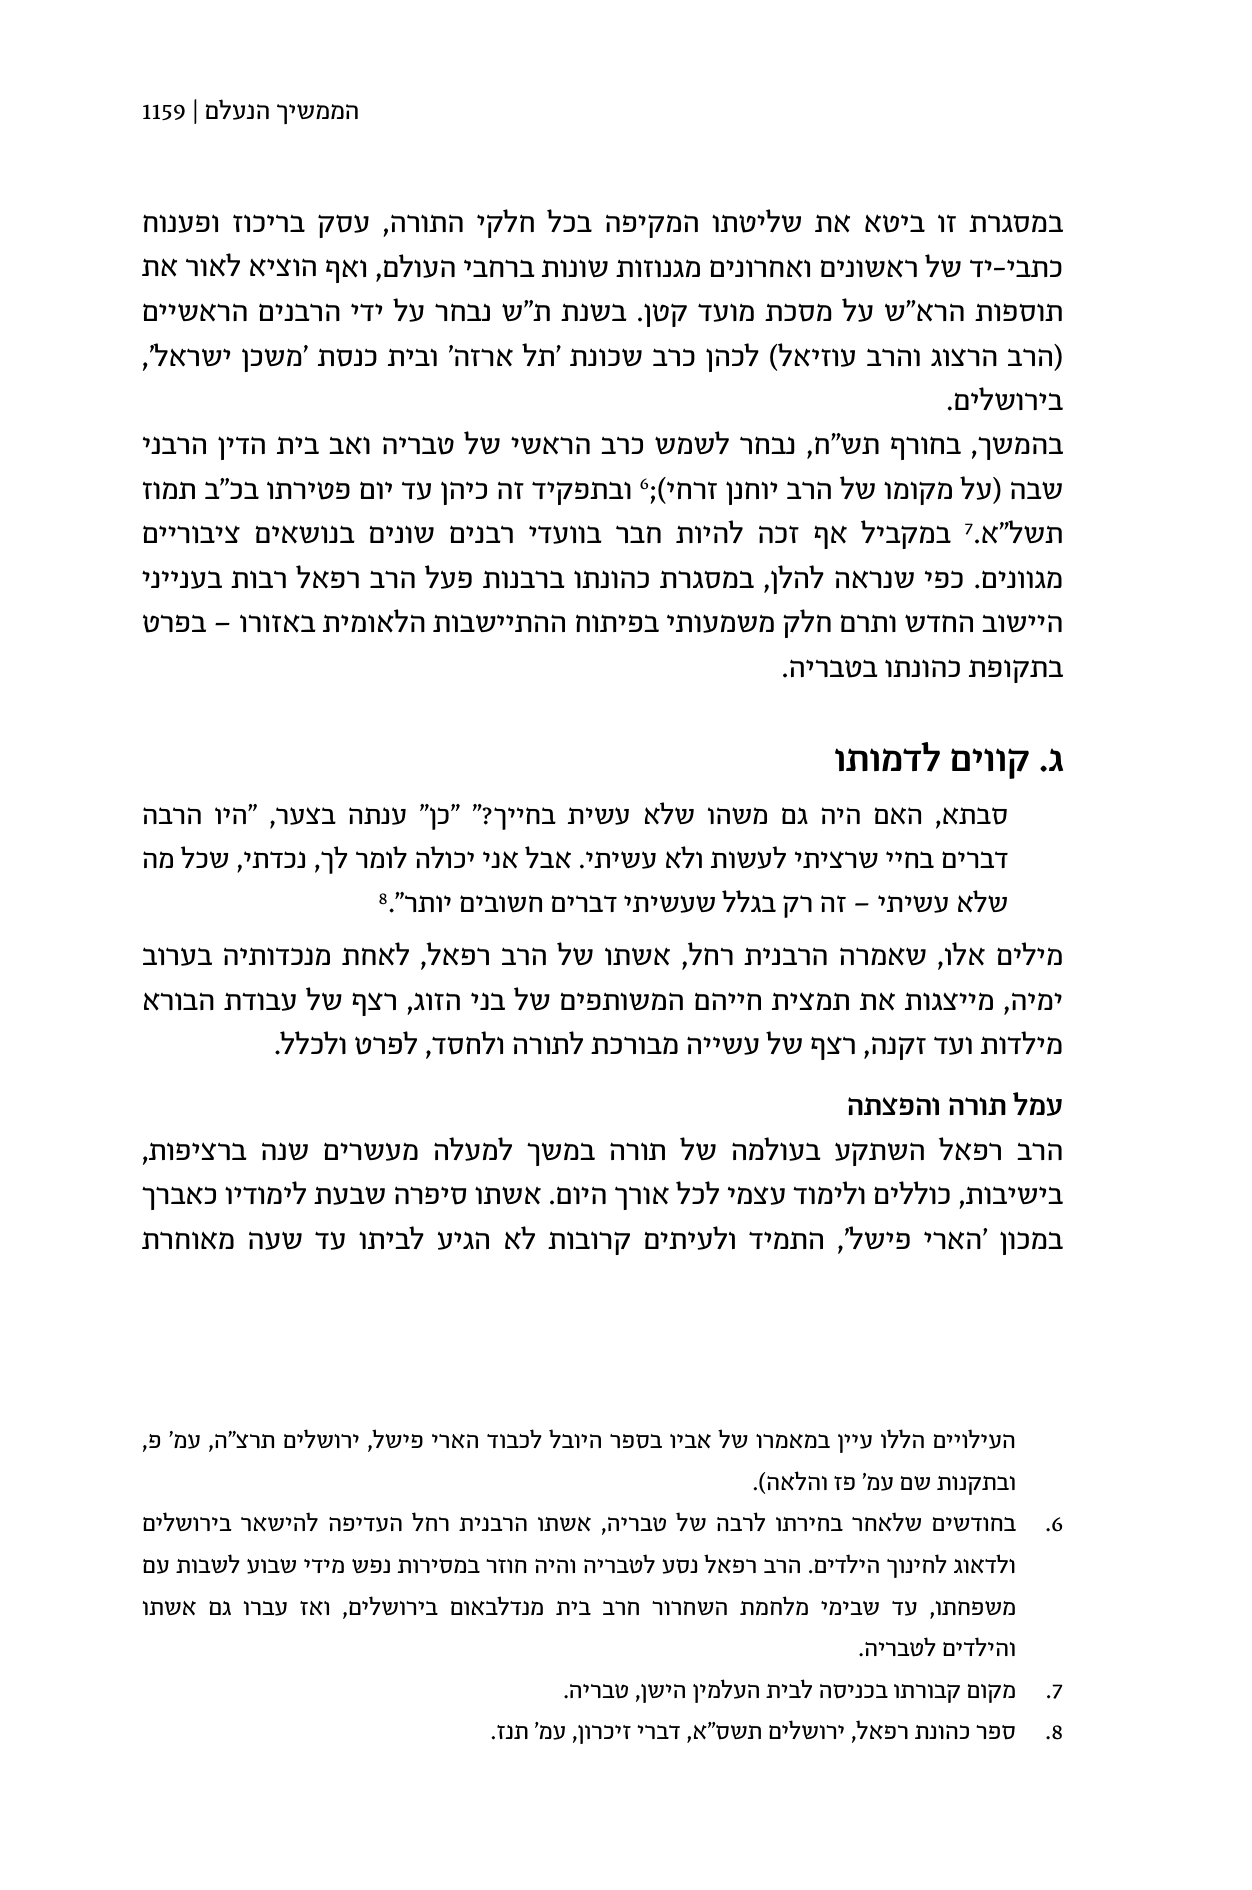 הממשיך הנעלם | 1159
במסגרת זו ביטא את שליטתו המקיפה בכל חלקי התורה, עסק בריכוז ופענוח
כתבי-יד של ראשונים ואחרונים מגנוזות שונות ברחבי העולם, ואף הוציא לאור את
תוספות הרא"ש על מסכת מועד קטן. בשנת ת"ש נבחר על ידי הרבנים הראשיים
(הרב הרצוג והרב עוזיאל) לכהן כרב שכונת 'תל ארזה' ובית כנסת 'משכן ישראל',
בירושלים.
בהמשך, בחורף תש"ח, נבחר לשמש כרב הראשי של טבריה ואב בית הדין הרבני
שבה (על מקומו של הרב יוחנן זרחי);6 ובתפקיד זה כיהן עד יום פטירתו בכ"ב תמוז
תשל"א.7 במקביל אף זכה להיות חבר בוועדי רבנים שונים בנושאים ציבוריים
מגוונים. כפי שנראה להלן, במסגרת כהונתו ברבנות פעל הרב רפאל רבות בענייני
היישוב החדש ותרם חלק משמעותי בפיתוח ההתיישבות הלאומית באזורו – בפרט
בתקופת כהונתו בטבריה.
ג. קווים לדמותו
סבתא, האם היה גם משהו שלא עשית בחייך?" "כן" ענתה בצער, "היו הרבה
דברים בחיי שרציתי לעשות ולא עשיתי. אבל אני יכולה לומר לך, נכדתי, שכל מה
שלא עשיתי – זה רק בגלל שעשיתי דברים חשובים יותר".8
מילים אלו, שאמרה הרבנית רחל, אשתו של הרב רפאל, לאחת מנכדותיה בערוב
ימיה, מייצגות את תמצית חייהם המשותפים של בני הזוג, רצף של עבודת הבורא
מילדות ועד זקנה, רצף של עשייה מבורכת לתורה ולחסד, לפרט ולכלל.
עמל תורה והפצתה
הרב רפאל השתקע בעולמה של תורה במשך למעלה מעשרים שנה ברציפות,
בישיבות, כוללים ולימוד עצמי לכל אורך היום. אשתו סיפרה שבעת לימודיו כאברך
במכון 'הארי פישל', התמיד ולעיתים קרובות לא הגיע לביתו עד שעה מאוחרת
העילויים הללו עיין במאמרו של אביו בספר היובל לכבוד הארי פישל, ירושלים תרצ"ה, עמ' פ,
ובתקנות שם עמ' פז והלאה).
6. בחודשים שלאחר בחירתו לרבה של טבריה, אשתו הרבנית רחל העדיפה להישאר בירושלים
ולדאוג לחינוך הילדים. הרב רפאל נסע לטבריה והיה חוזר במסירות נפש מידי שבוע לשבות עם
משפחתו, עד שבימי מלחמת השחרור חרב בית מנדלבאום בירושלים, ואז עברו גם אשתו
והילדים לטבריה.
7. מקום קבורתו בכניסה לבית העלמין הישן, טבריה.
8. ספר כהונת רפאל, ירושלים תשס"א, דברי זיכרון, עמ' תנז.